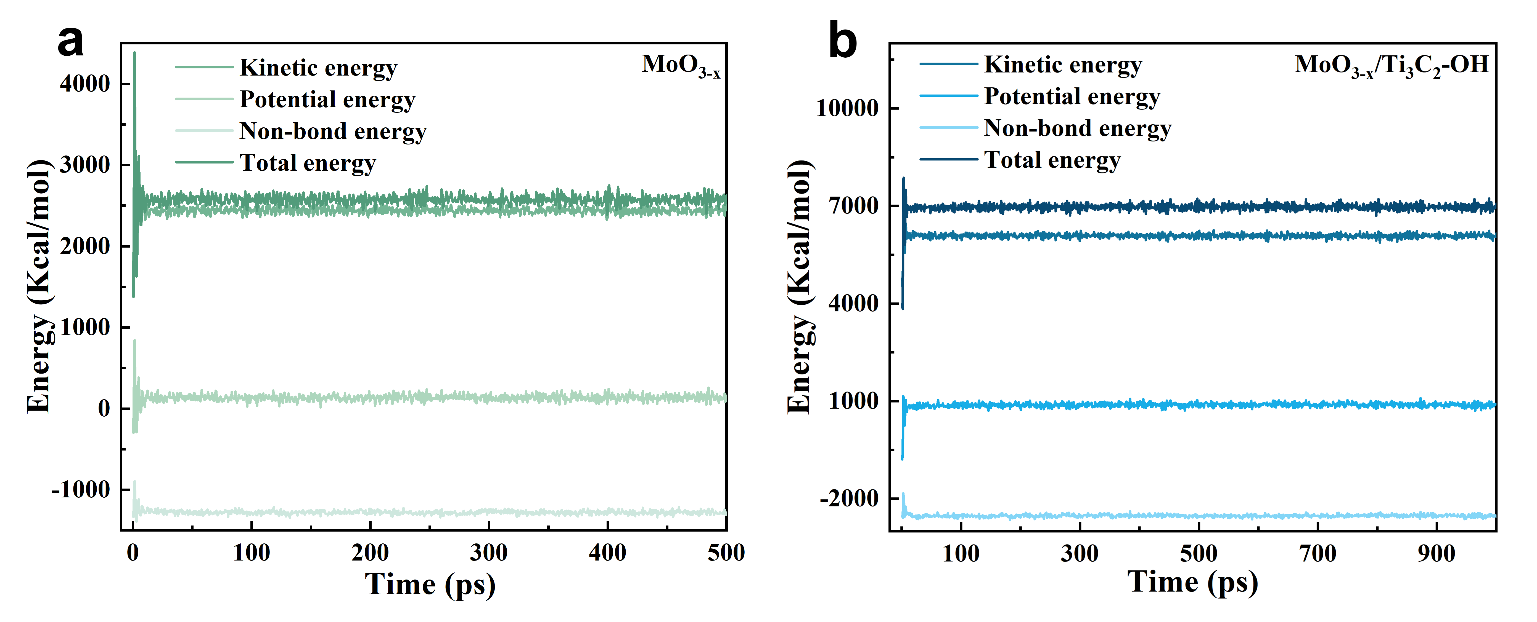 a
Kinetic energy
Potential energy
Non-bond energy
Total energy
MoO3-x
Energy (Kcal/mol)
4000
3000
2000
1000
0
-1000
0 100 200 300 400 500
Time (ps)
b
Kinetic energy
Potential energy
Non-bond energy
Total energy
MoO3-x/Ti3C2-OH
Energy (Kcal/mol)
10000
7000
4000
1000
-2000
100 300 500 700 900
Time (ps)